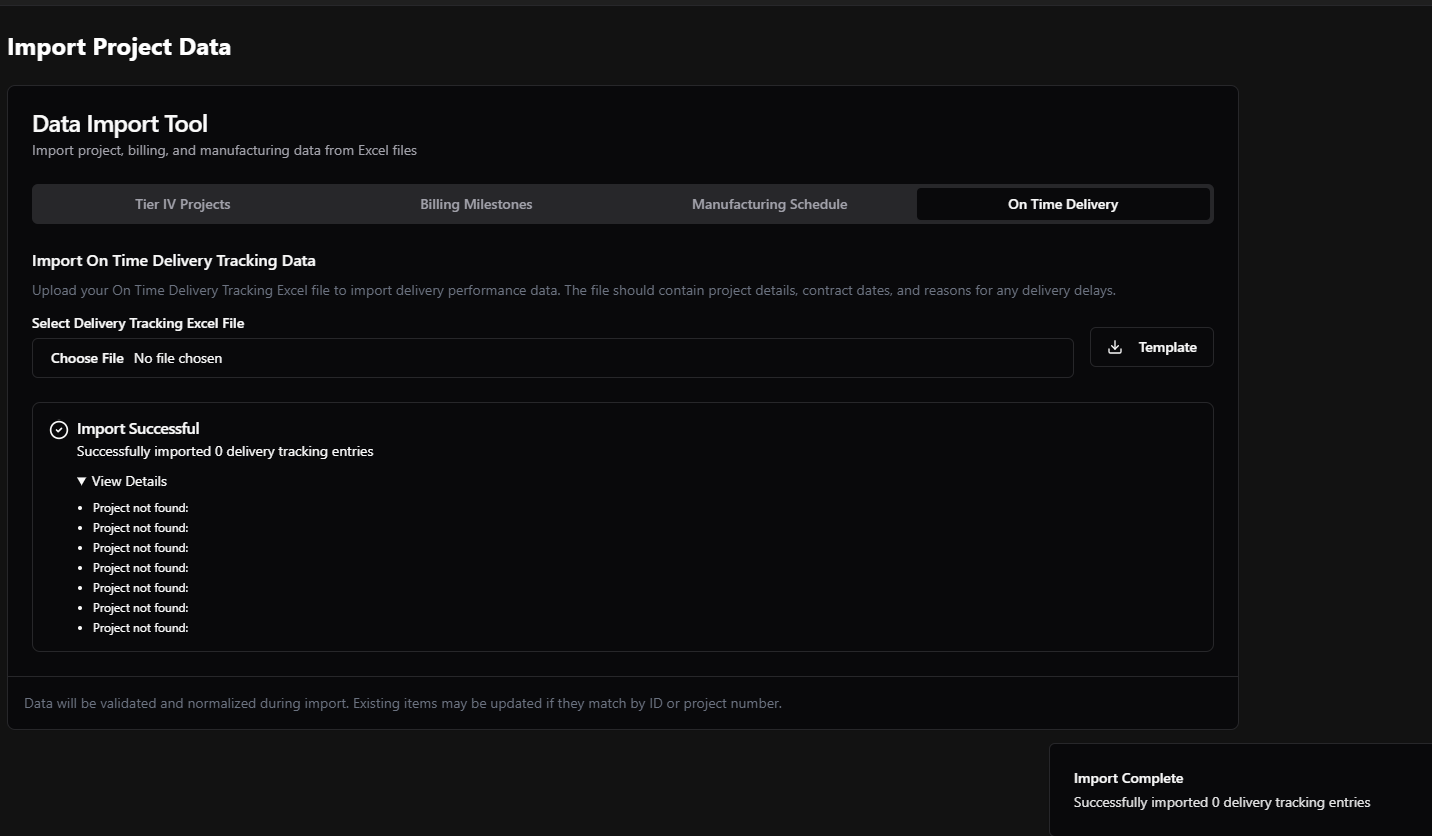 Import Project Data
Data Import Tool
Import project, billing, and manufacturing data from Excel files
Tier IV Projects
Billing Milestones
Manufacturing Schedule
On Time Delivery
Import On Time Delivery Tracking Data
Upload your On Time Delivery Tracking Excel file to import delivery performance data. The file should contain project details, contract dates, and reasons for any delivery delays.
Select Delivery Tracking Excel File
Choose File No file chosen
Template
Import Successful
Successfully imported 0 delivery tracking entries
▼ View Details
• Project not found:
• Project not found:
• Project not found:
• Project not found:
• Project not found:
• Project not found:
• Project not found:
Data will be validated and normalized during import. Existing items may be updated if they match by ID or project number.
Import Complete
Successfully imported 0 delivery tracking entries